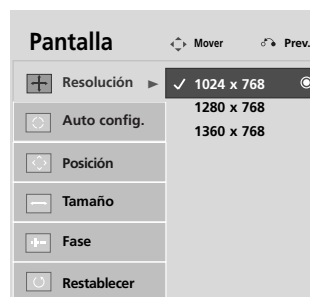 Pantalla
Mover
Prev.
Resolución
1024 x 768
1280 x 768
1360 x 768
Auto config.
Posición
Tamaño
Fase
Restablecer